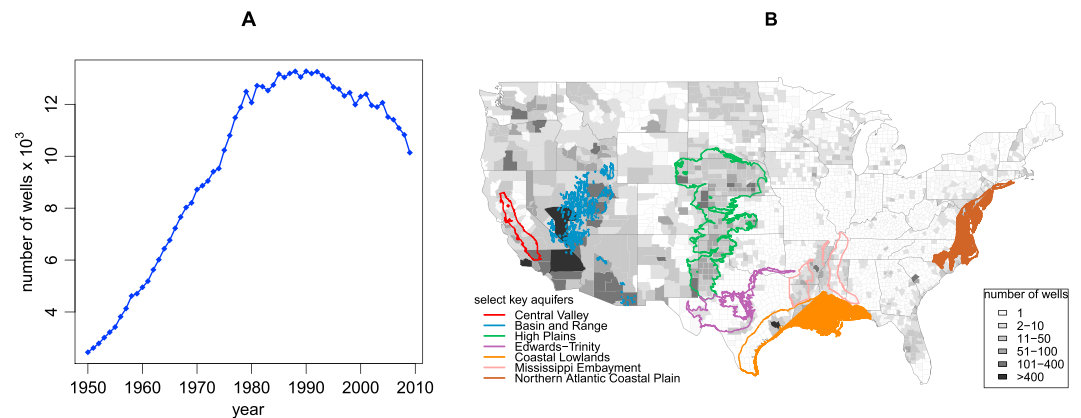 A
B
number of wells x 10³
12
10
8
6
4
1950 1960 1970 1980 1990 2000 2010
year
select key aquifers
Central Valley
Basin and Range
High Plains
Edwards−Trinity
Coastal Lowlands
Mississippi Embayment
Northern Atlantic Coastal Plain
number of wells
1
2−10
11−50
51−100
101−400
>400